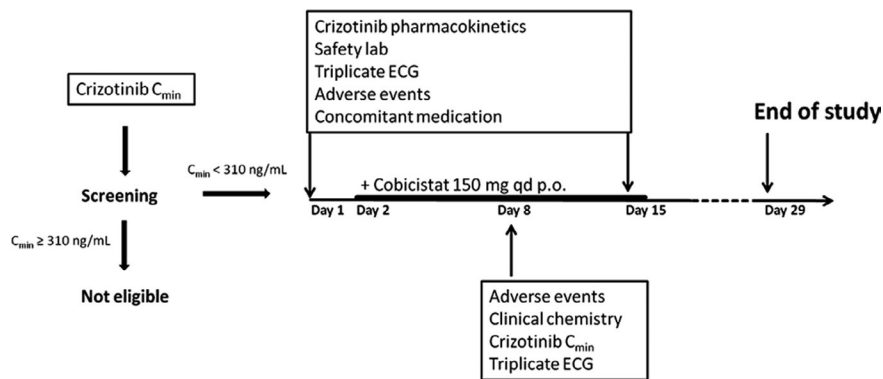 Crizotinib Cmin
Screening
Cmin ≥ 310 ng/mL
Not eligible
Cmin < 310 ng/mL
Crizotinib pharmacokinetics
Safety lab
Triplicate ECG
Adverse events
Concomitant medication
+ Cobicistat 150 mg qd p.o.
Day 1 Day 2 Day 8 Day 15 Day 29
End of study
Adverse events
Clinical chemistry
Crizotinib Cmin
Triplicate ECG